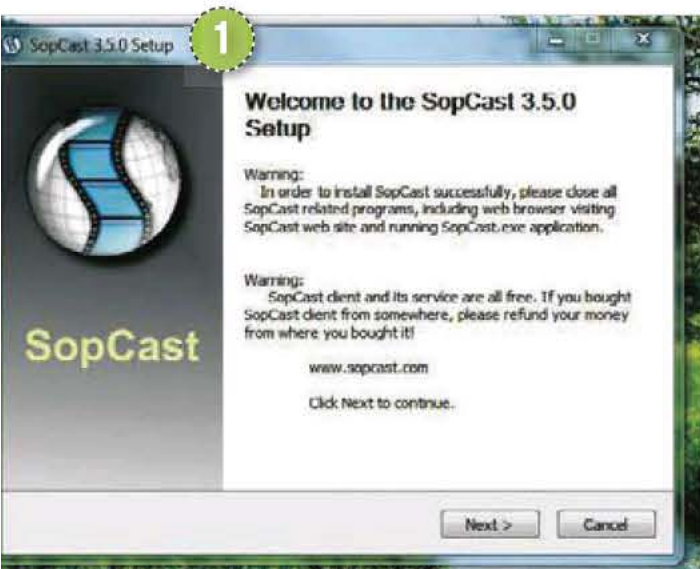 SopCast 3.5.0 Setup
1
Welcome to the SopCast 3.5.0
Setup
Warning:
In order to install SopCast successfully, please close all
SopCast related programs, including web browser visiting
SopCast web site and running SopCast.exe application.
Warning:
SopCast client and its service are all free. If you bought
SopCast client from somewhere, please refund your money
from where you bought it!
www.sopcast.com
Click Next to continue.
SopCast
Next >
Cancel